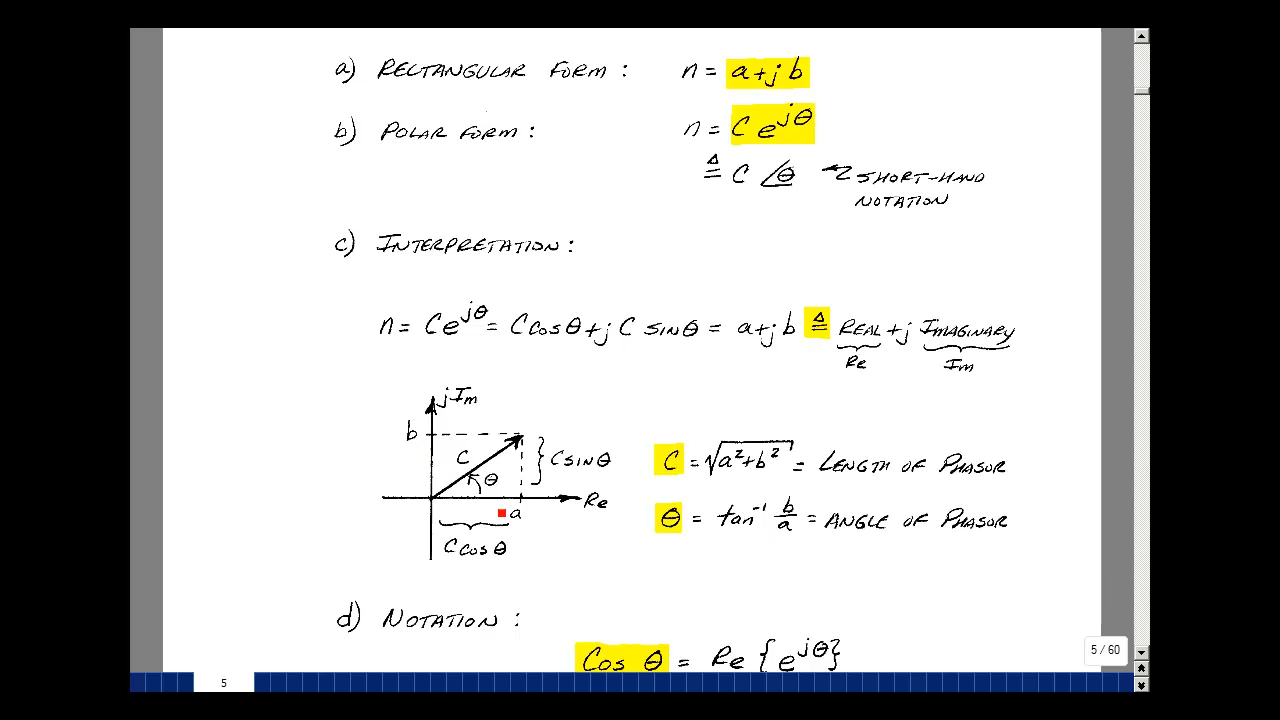 a) RECTANGULAR FORM : n = a+jb
b) POLAR FORM : n = C e^{jθ}
≜ C ∠θ ← SHORT-HAND
NOTATION
c) INTERPRETATION :
n = Ce^{jθ} = C cos θ + j C sin θ = a+jb ≜ REAL + j IMAGINARY
Re Im
j Im
b
C
θ
} C sin θ
Re
a
C cos θ
C = √(a²+b²) = LENGTH OF PHASOR
θ = tan⁻¹ b/a = ANGLE OF PHASOR
d) NOTATION :
Cos θ = Re {e^{jθ}}
5 / 60
5